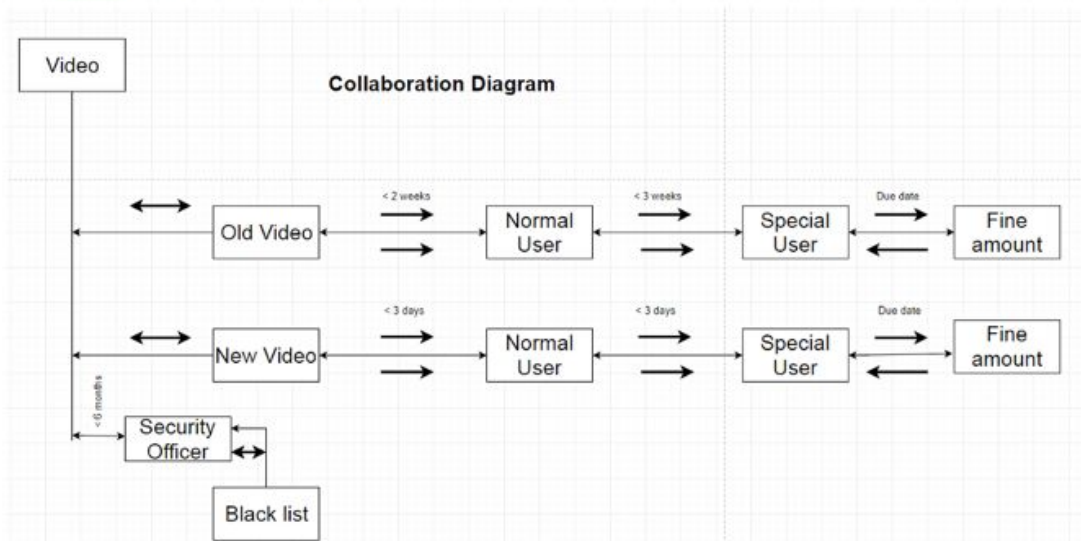 Video
Collaboration Diagram
< 2 weeks
< 3 weeks
Due date
Old Video
Normal
User
Special
User
Fine
amount
< 3 days
< 3 days
Due date
New Video
Normal
User
Special
User
Fine
amount
<6 months
Security
Officer
Black list